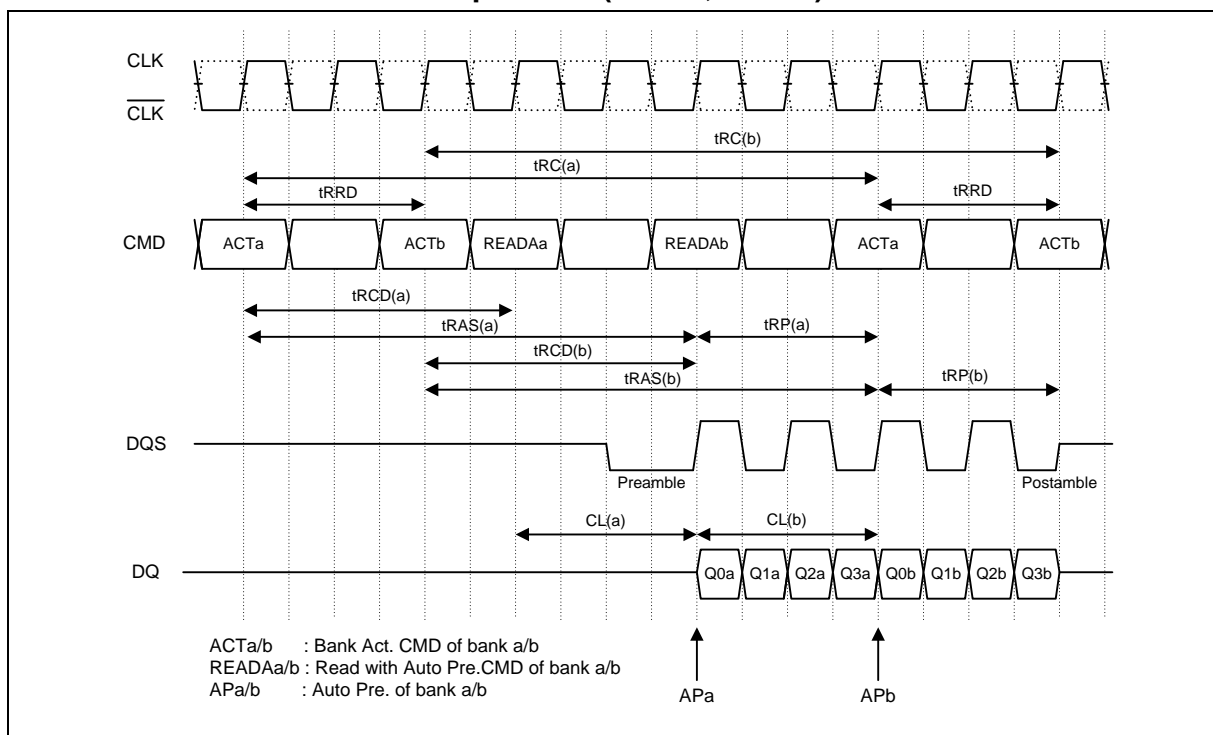 CLK
CLK
tRC(b)
tRC(a)
tRRD
tRRD
CMD
ACTa
ACTb
READAa
READAb
ACTa
ACTb
tRCD(a)
tRAS(a)
tRP(a)
tRCD(b)
tRAS(b)
tRP(b)
DQS
Preamble
Postamble
CL(a)
CL(b)
DQ
Q0a
Q1a
Q2a
Q3a
Q0b
Q1b
Q2b
Q3b
ACTa/b : Bank Act. CMD of bank a/b
READAa/b : Read with Auto Pre.CMD of bank a/b
APa/b : Auto Pre. of bank a/b
APa
APb